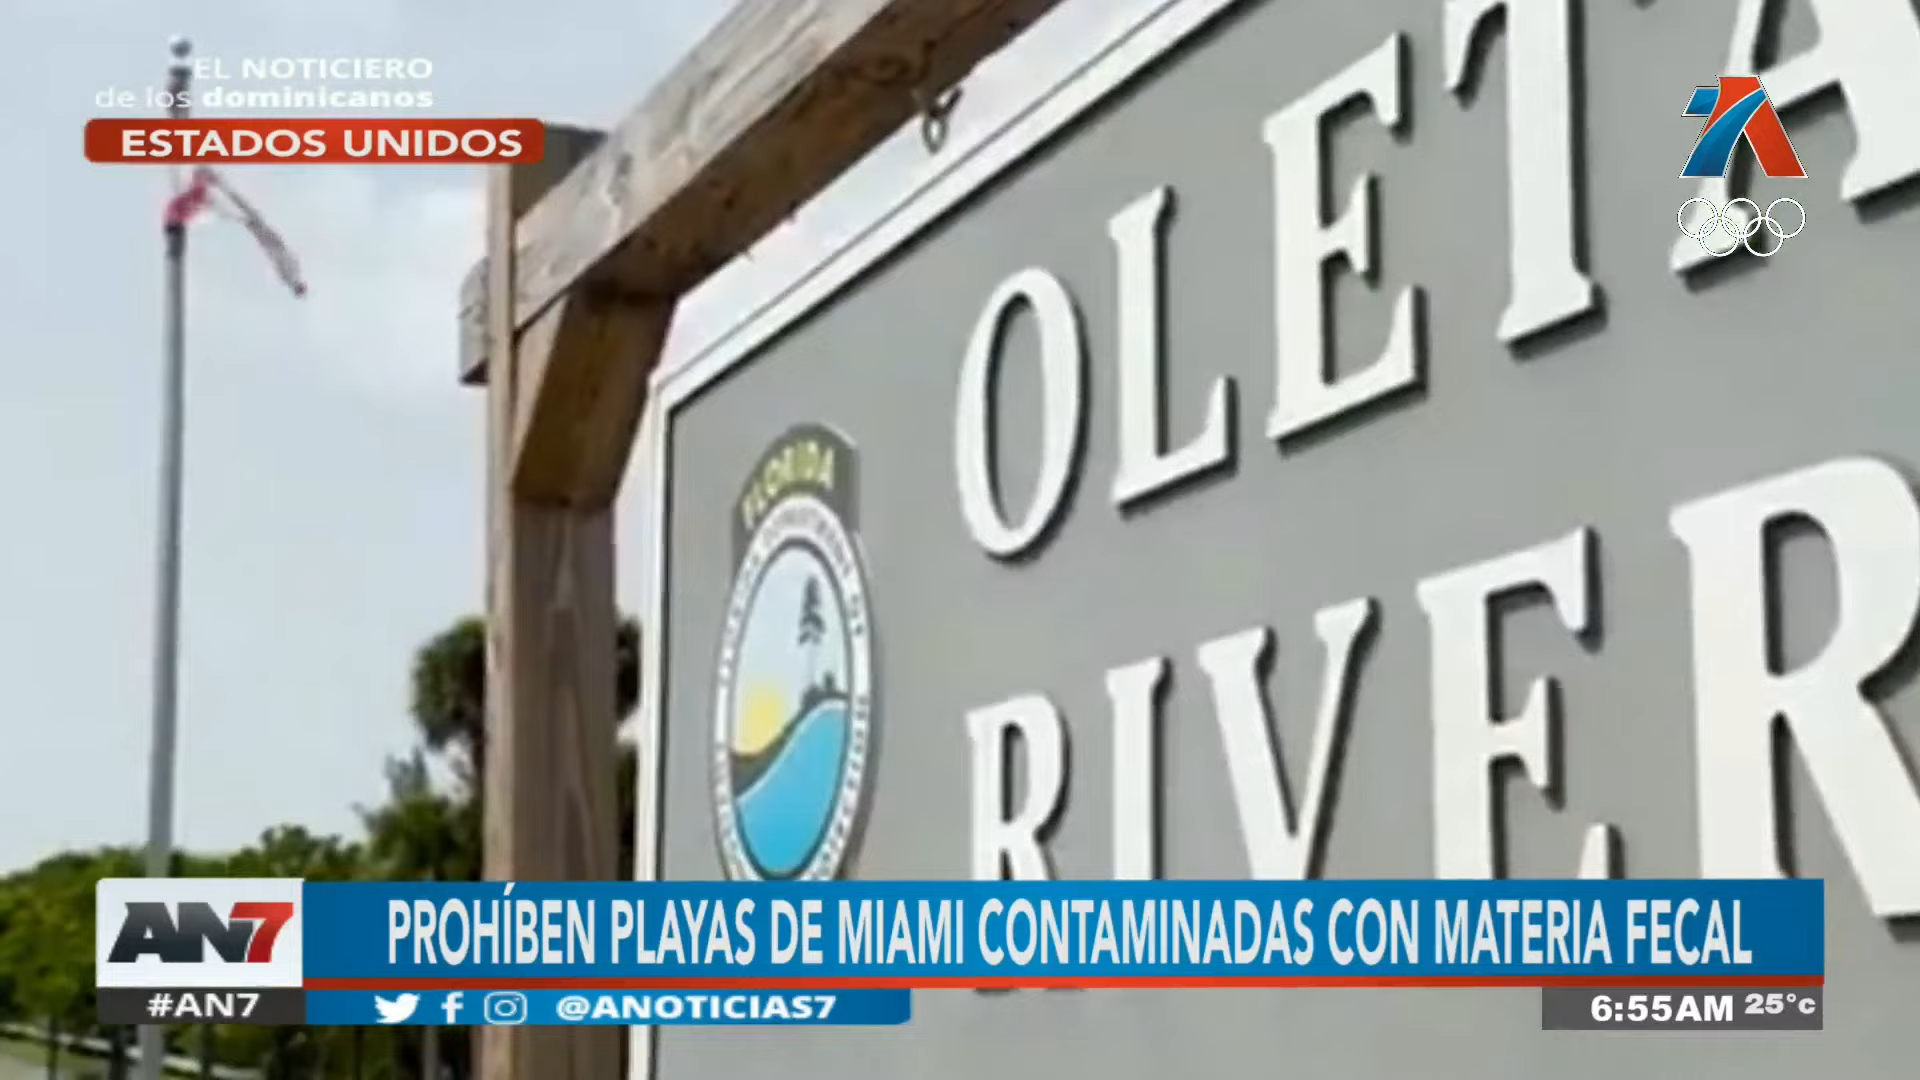 EL NOTICIERO
de los dominicanos
ESTADOS UNIDOS
OLETA
RIVER
FLORIDA
AN7
PROHÍBEN PLAYAS DE MIAMI CONTAMINADAS CON MATERIA FECAL
#AN7
@ANOTICIAS7
6:55AM 25°c